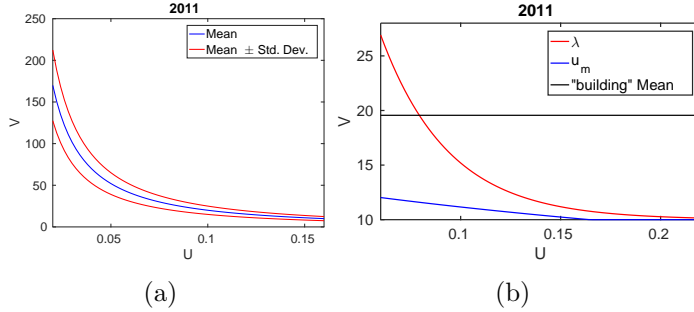 2011
250
200
150
100
50
0
V
0.05
0.1
0.15
U
Mean
Mean ± Std. Dev.
(a)
2011
25
20
15
10
V
0.1
0.15
0.2
U
λ
u_m
"building" Mean
(b)